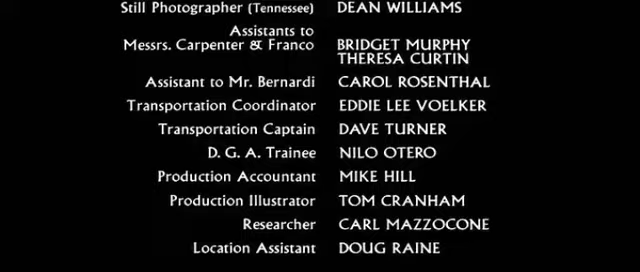 Still Photographer (Tennessee) DEAN WILLIAMS
Assistants to
Messrs. Carpenter & Franco BRIDGET MURPHY
THERESA CURTIN
Assistant to Mr. Bernardi CAROL ROSENTHAL
Transportation Coordinator EDDIE LEE VOELKER
Transportation Captain DAVE TURNER
D. G. A. Trainee NILO OTERO
Production Accountant MIKE HILL
Production Illustrator TOM CRANHAM
Researcher CARL MAZZOCONE
Location Assistant DOUG RAINE